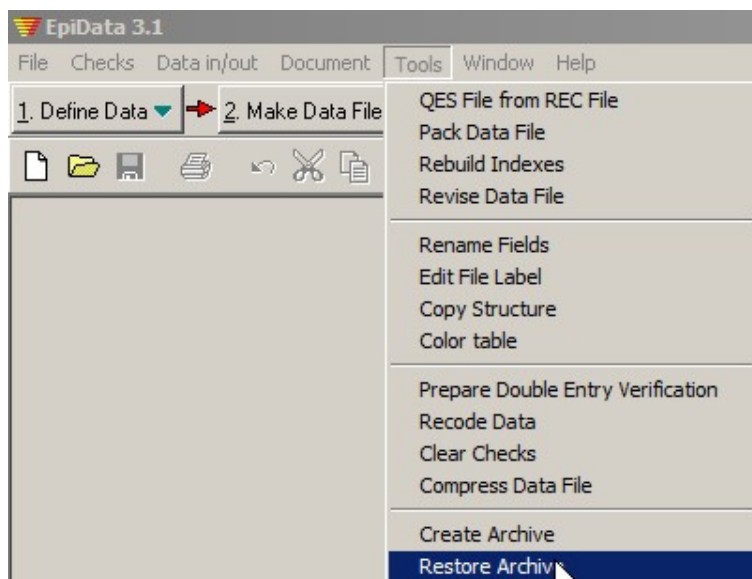 EpiData 3.1
File Checks Data in/out Document Tools Window Help
1. Define Data 2. Make Data File
QES File from REC File
Pack Data File
Rebuild Indexes
Revise Data File
Rename Fields
Edit File Label
Copy Structure
Color table
Prepare Double Entry Verification
Recode Data
Clear Checks
Compress Data File
Create Archive
Restore Archive